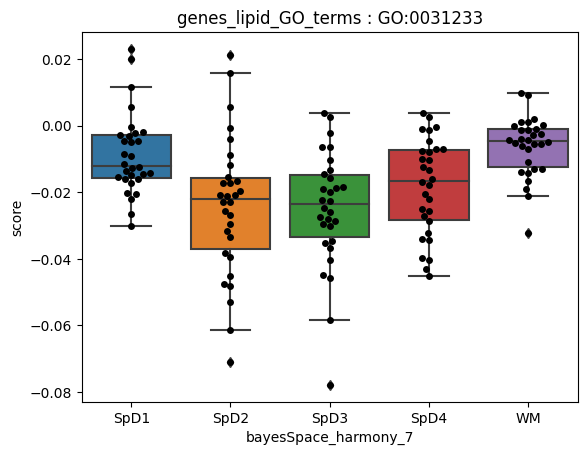 genes_lipid_GO_terms : GO:0031233
0.02
0.00
−0.02
−0.04
−0.06
−0.08
score
SpD1 SpD2 SpD3 SpD4 WM
bayesSpace_harmony_7